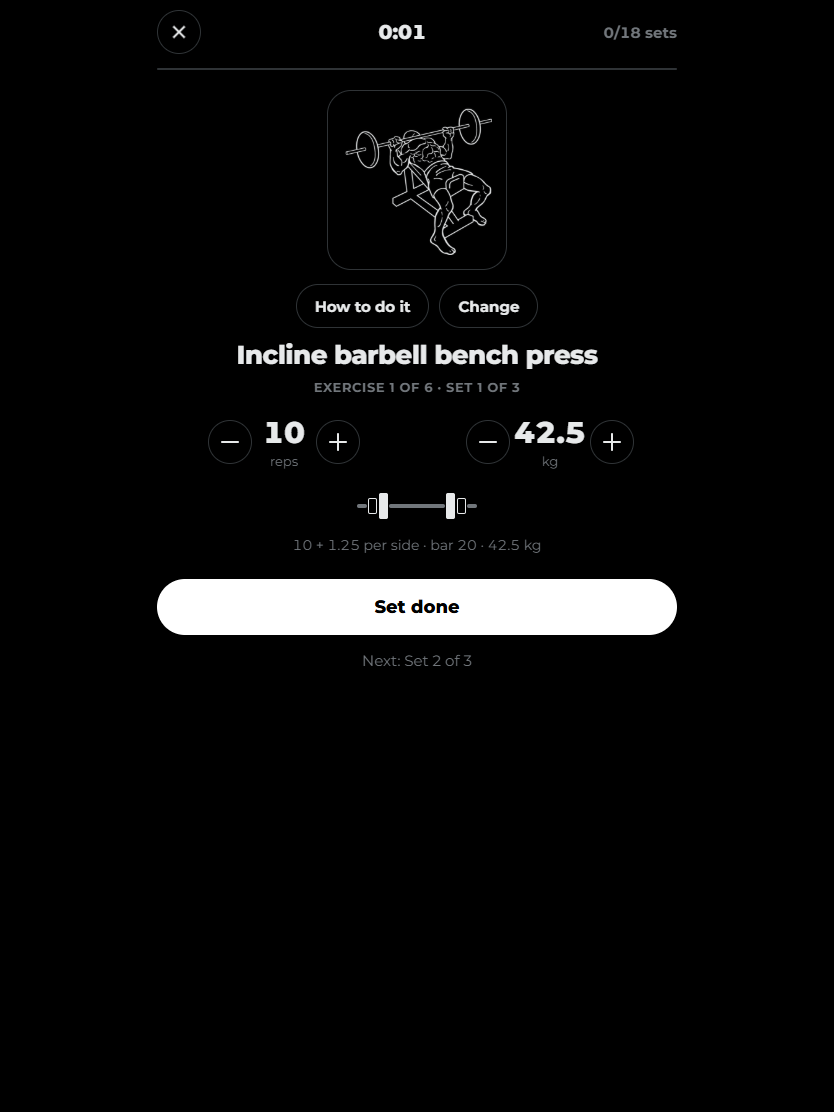 0:01
0/18 sets
How to do it
Change
Incline barbell bench press
EXERCISE 1 OF 6 · SET 1 OF 3
10
reps
42.5
kg
10 + 1.25 per side · bar 20 · 42.5 kg
Set done
Next: Set 2 of 3